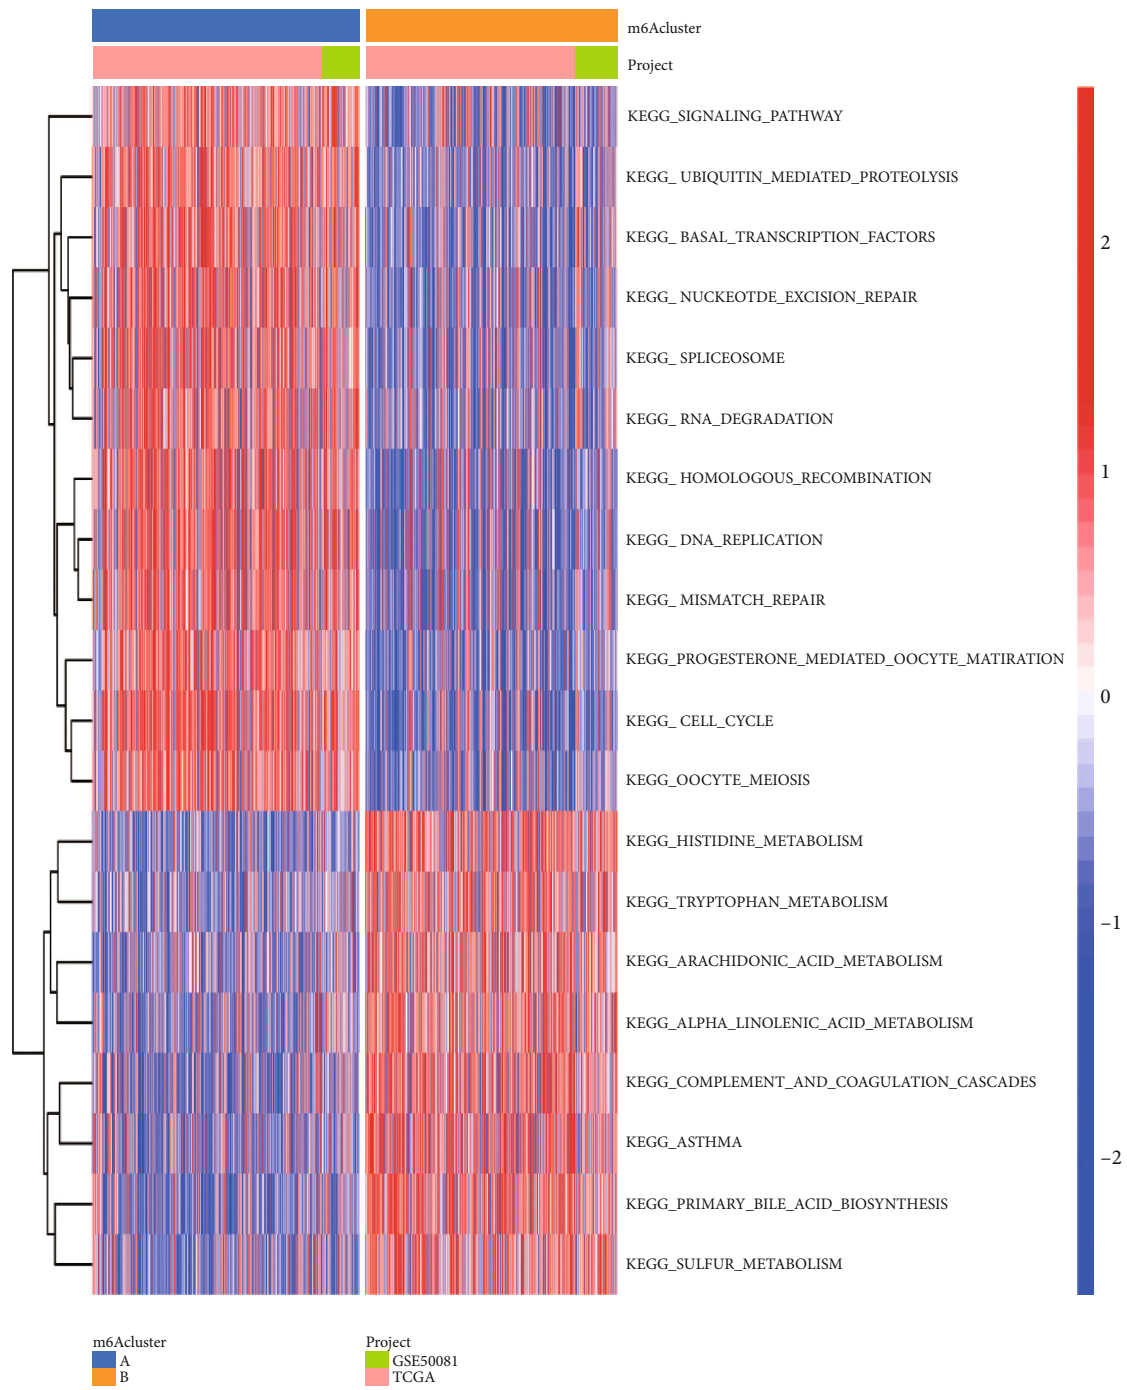 m6Acluster
Project
KEGG_SIGNALING_PATHWAY
KEGG_ UBIQUITIN_MEDIATED_PROTEOLYSIS
KEGG_ BASAL_TRANSCRIPTION_FACTORS
KEGG_ NUCKEOTDE_EXCISION_REPAIR
KEGG_ SPLICEOSOME
KEGG_ RNA_DEGRADATION
KEGG_ HOMOLOGOUS_RECOMBINATION
KEGG_ DNA_REPLICATION
KEGG_ MISMATCH_REPAIR
KEGG_PROGESTERONE_MEDIATED_OOCYTE_MATIRATION
KEGG_ CELL_CYCLE
KEGG_OOCYTE_MEIOSIS
KEGG_HISTIDINE_METABOLISM
KEGG_TRYPTOPHAN_METABOLISM
KEGG_ARACHIDONIC_ACID_METABOLISM
KEGG_ALPHA_LINOLENIC_ACID_METABOLISM
KEGG_COMPLEMENT_AND_COAGULATION_CASCADES
KEGG_ASTHMA
KEGG_PRIMARY_BILE_ACID_BIOSYNTHESIS
KEGG_SULFUR_METABOLISM
2
1
0
−1
−2
m6Acluster
A
B
Project
GSE50081
TCGA